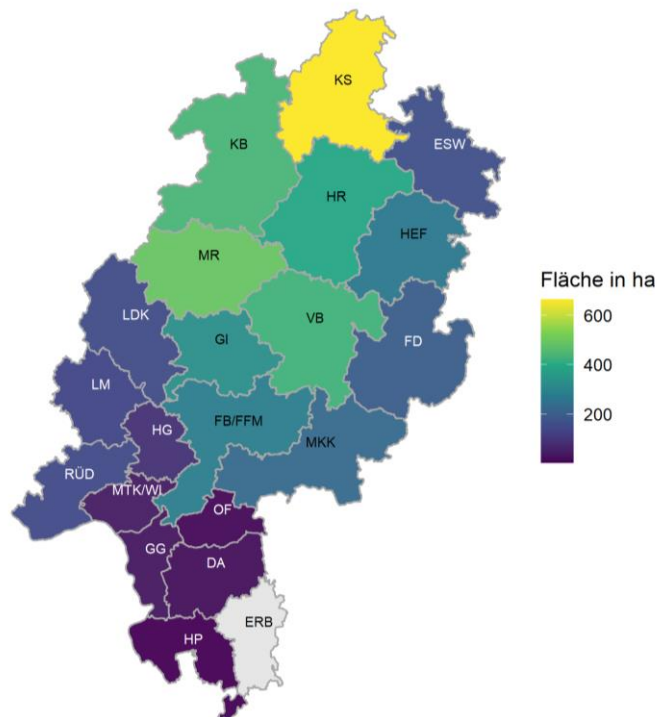 KS
KB
ESW
HR
HEF
MR
LDK
GI
VB
FD
LM
HG
FB/FFM
MKK
RÜD
MTK/WI
OF
GG
DA
ERB
HP
Fläche in ha
600
400
200